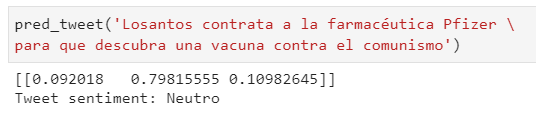 pred_tweet('Losantos contrata a la farmacéutica Pfizer \
para que descubra una vacuna contra el comunismo')
[[0.092018   0.79815555 0.10982645]]
Tweet sentiment: Neutro